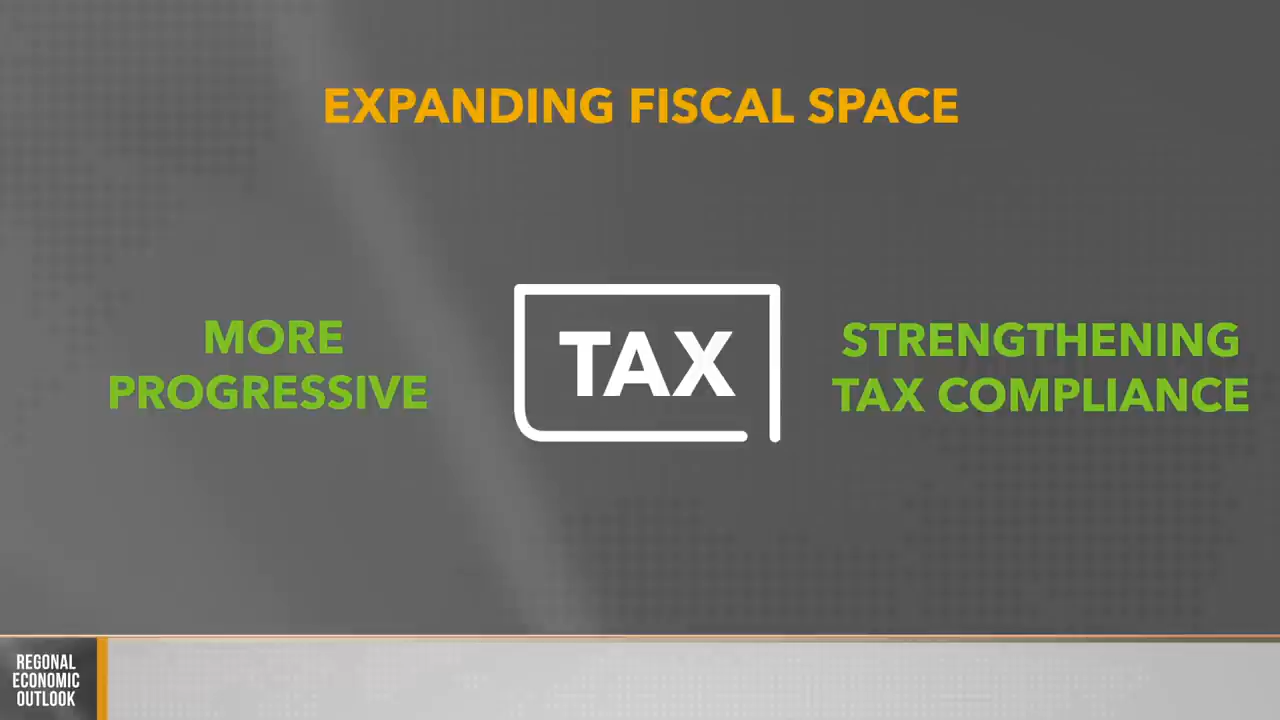 EXPANDING FISCAL SPACE
MORE
PROGRESSIVE
TAX
STRENGTHENING
TAX COMPLIANCE
REGONAL
ECONOMIC
OUTLOOK